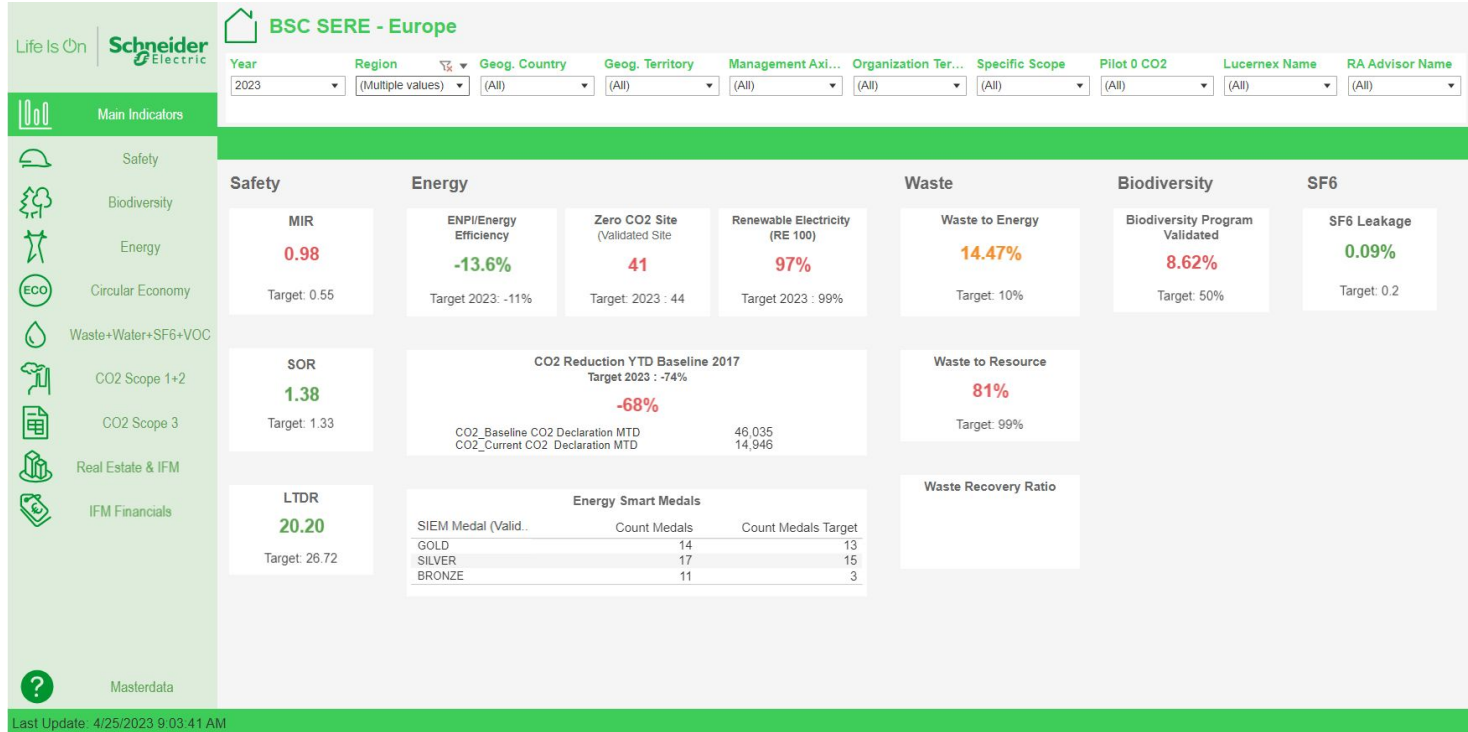 Life Is On
Schneider
Electric
BSC SERE - Europe
Year
Region
Geog. Country
Geog. Territory
Management Axi...
Organization Ter...
Specific Scope
Pilot 0 CO2
Lucernex Name
RA Advisor Name
2023
(Multiple values)
(All)
(All)
(All)
(All)
(All)
(All)
(All)
(All)
Main Indicators
Safety
Biodiversity
Energy
ECO
Circular Economy
Waste+Water+SF6+VOC
CO2 Scope 1+2
CO2 Scope 3
Real Estate & IFM
IFM Financials
?
Masterdata
Safety
MIR
0.98
Target: 0.55
SOR
1.38
Target: 1.33
LTDR
20.20
Target: 26.72
Energy
ENPI/Energy
Efficiency
-13.6%
Target 2023: -11%
Zero CO2 Site
(Validated Site
41
Target: 2023 : 44
Renewable Electricity
(RE 100)
97%
Target 2023 : 99%
CO2 Reduction YTD Baseline 2017
Target 2023 : -74%
-68%
CO2_Baseline CO2 Declaration MTD 46,035
CO2_Current CO2 Declaration MTD 14,946
Energy Smart Medals
SIEM Medal (Valid.. Count Medals Count Medals Target
GOLD 14 13
SILVER 17 15
BRONZE 11 3
Waste
Waste to Energy
14.47%
Target: 10%
Waste to Resource
81%
Target: 99%
Waste Recovery Ratio
Biodiversity
Biodiversity Program
Validated
8.62%
Target: 50%
SF6
SF6 Leakage
0.09%
Target: 0.2
Last Update: 4/25/2023 9:03:41 AM